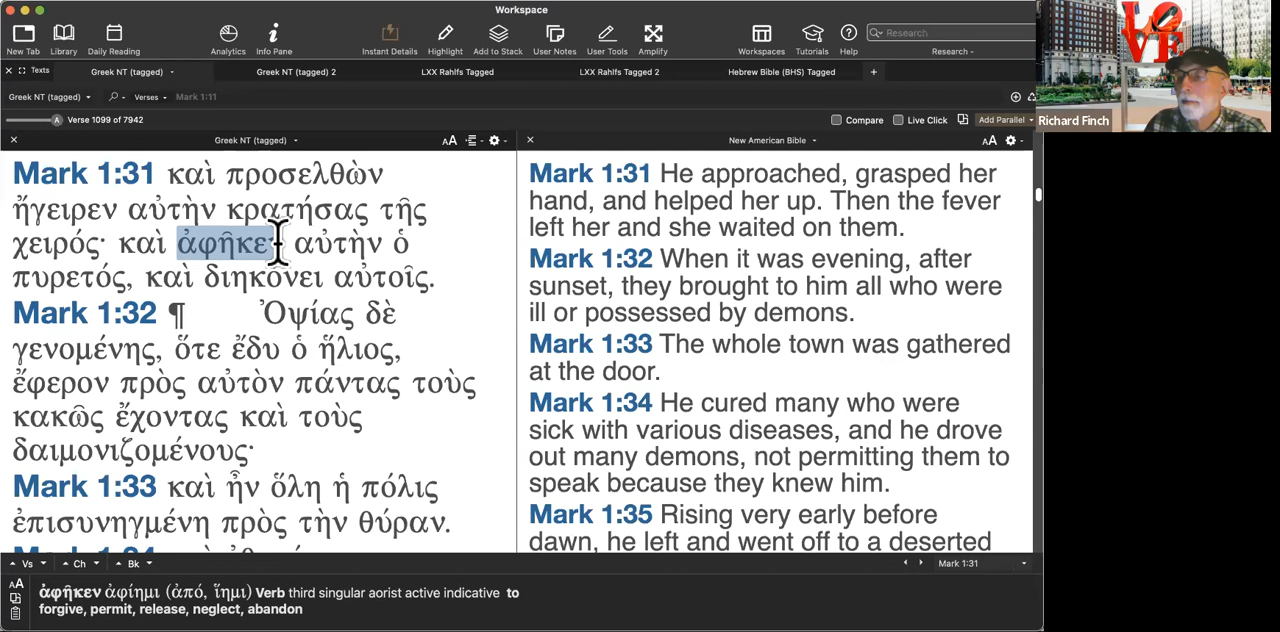 Workspace
New Tab Library Daily Reading Analytics Info Pane Instant Details Highlight Add to Stack User Notes User Tools Amplify Workspaces Tutorials Help Research
Research
Texts Greek NT (tagged) Greek NT (tagged) 2 LXX Rahlfs Tagged LXX Rahlfs Tagged 2 Hebrew Bible (BHS) Tagged +
Greek NT (tagged) Verses Mark 1:11
Verse 1099 of 7942 Compare Live Click Add Parallel
Richard Finch
LOVE
Greek NT (tagged)
Mark 1:31 καὶ προσελθὼν
ἤγειρεν αὐτὴν κρατήσας τῆς
χειρός· καὶ ἀφῆκεν αὐτὴν ὁ
πυρετός, καὶ διηκόνει αὐτοῖς.
Mark 1:32 ¶ Ὀψίας δὲ
γενομένης, ὅτε ἔδυ ὁ ἥλιος,
ἔφερον πρὸς αὐτὸν πάντας τοὺς
κακῶς ἔχοντας καὶ τοὺς
δαιμονιζομένους·
Mark 1:33 καὶ ἦν ὅλη ἡ πόλις
ἐπισυνηγμένη πρὸς τὴν θύραν.
New American Bible
Mark 1:31 He approached, grasped her
hand, and helped her up. Then the fever
left her and she waited on them.
Mark 1:32 When it was evening, after
sunset, they brought to him all who were
ill or possessed by demons.
Mark 1:33 The whole town was gathered
at the door.
Mark 1:34 He cured many who were
sick with various diseases, and he drove
out many demons, not permitting them to
speak because they knew him.
Mark 1:35 Rising very early before
dawn, he left and went off to a deserted
Vs Ch Bk Mark 1:31
ἀφῆκεν ἀφίημι (ἀπό, ἵημι) Verb third singular aorist active indicative to
forgive, permit, release, neglect, abandon